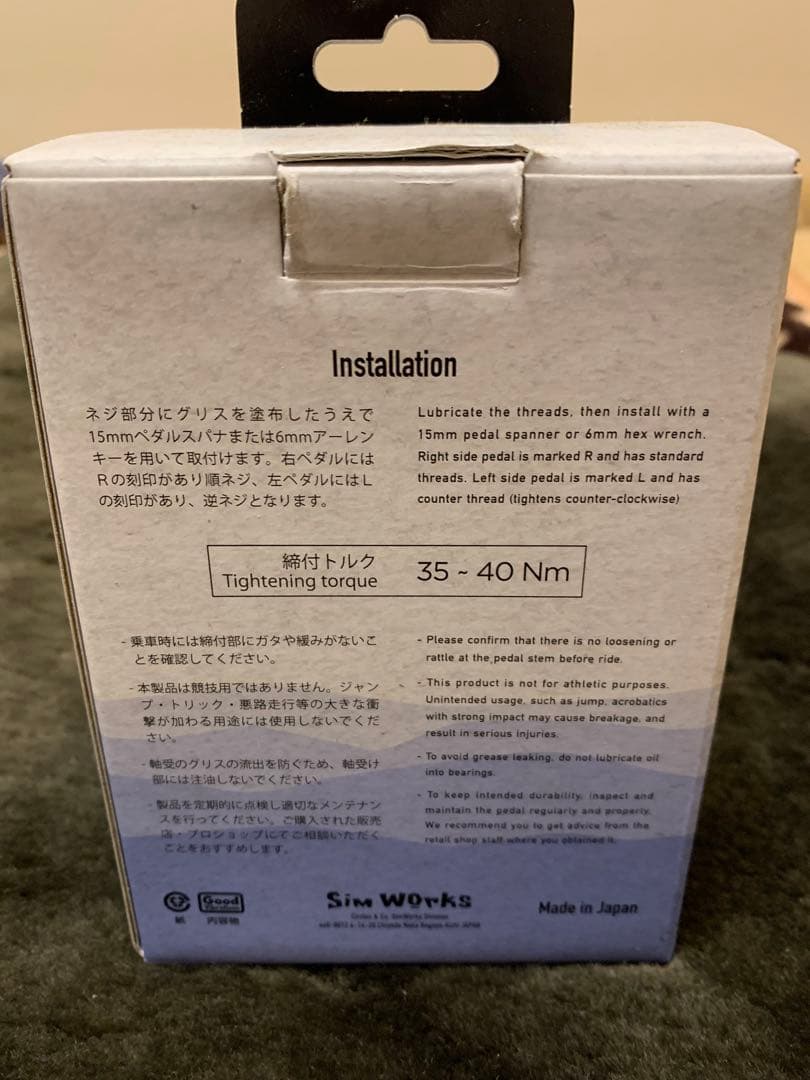 Installation
ネジ部分にグリスを塗布したうえで
15mmペダルスパナまたは6mmアーレン
キーを用いて取付けます。右ペダルには
Rの刻印があり順ネジ、左ペダルにはL
の刻印があり、逆ネジとなります。
Lubricate the threads, then install with a
15mm pedal spanner or 6mm hex wrench.
Right side pedal is marked R and has standard
threads. Left side pedal is marked L and has
counter thread (tightens counter-clockwise)
締付トルク
Tightening torque
35 ~ 40 Nm
- 乗車時には締付部にガタや緩みがないこ
とを確認してください。
- 本製品は競技用ではありません。ジャン
プ・トリック・悪路走行等の大きな衝
撃が加わる用途には使用しないでくだ
さい。
- 軸受のグリスの流出を防ぐため、軸受け
部には注油しないでください。
- 製品を定期的に点検し適切なメンテナン
スを行ってください。ご購入された販売
店・プロショップにてご相談いただく
ことをおすすめします。
- Please confirm that there is no loosening or
rattle at the pedal stem before ride.
- This product is not for athletic purposes.
Unintended usage, such as jump, acrobatics
with strong impact may cause breakage, and
result in serious injuries.
- To avoid grease leaking, do not lubricate oil
into bearings.
- To keep intended durability, inspect and
maintain the pedal regularly and properly.
We recommend you to get advice from the
retail shop staff where you obtained it.
紙
Good
内容物
SiM WOrKS
Circles & Co. SimWorks Division
Made in Japan